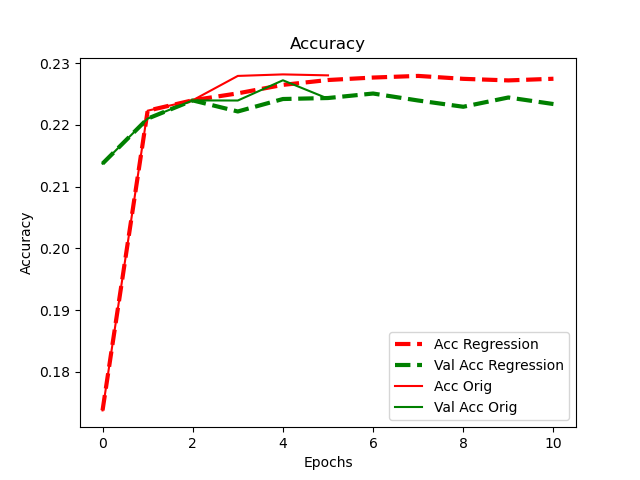 Accuracy
0.23
0.22
0.21
0.20
0.19
0.18
Accuracy
Acc Regression
Val Acc Regression
Acc Orig
Val Acc Orig
0 2 4 6 8 10
Epochs